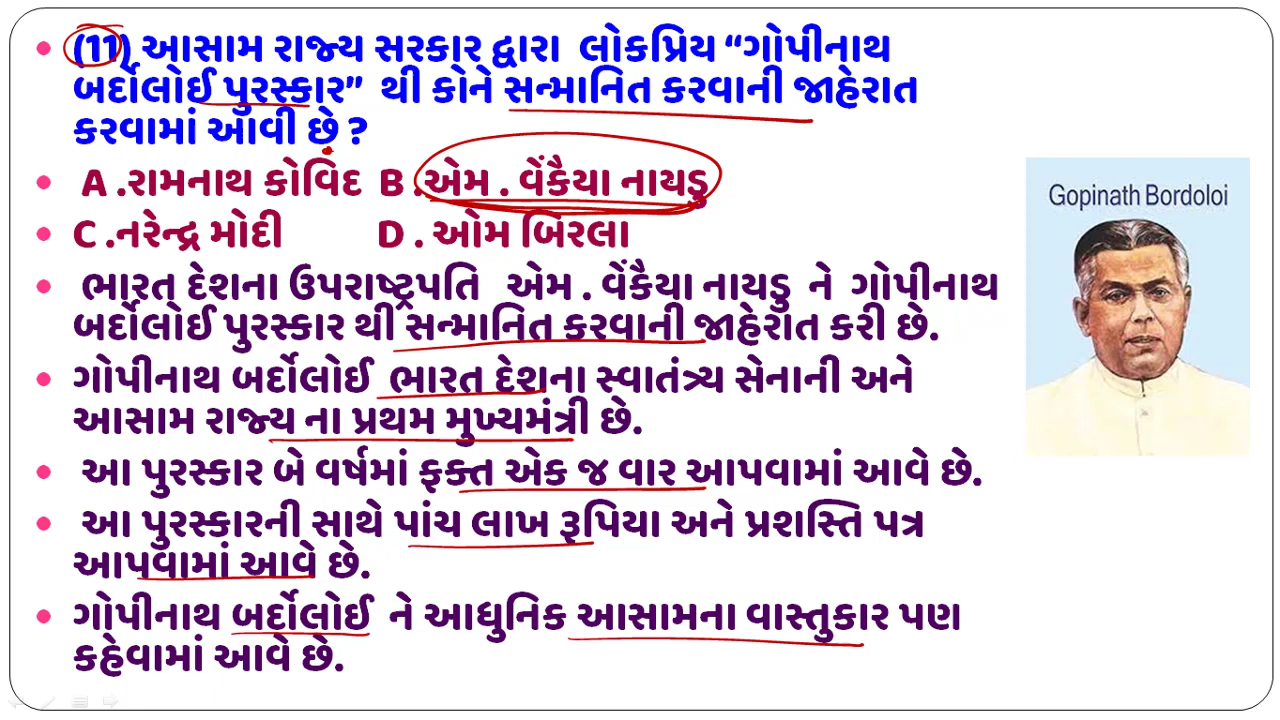 (11) આસામ રાજ્ય સરકાર દ્વારા લોકપ્રિય “ગોપીનાથ
બર્દોલોઈ પુરસ્કાર” થી કોને સન્માનિત કરવાની જાહેરાત
કરવામાં આવી છે ?
A .રામનાથ કોવિંદ B .એમ . વેંકૈયા નાયડુ
C .નરેન્દ્ર મોદી D . ઓમ બિરલા
ભારત દેશના ઉપરાષ્ટ્રપતિ એમ . વેંકૈયા નાયડુ ને ગોપીનાથ
બર્દોલોઈ પુરસ્કાર થી સન્માનિત કરવાની જાહેરાત કરી છે.
ગોપીનાથ બર્દોલોઈ ભારત દેશના સ્વાતંત્ર્ય સેનાની અને
આસામ રાજ્ય ના પ્રથમ મુખ્યમંત્રી છે.
આ પુરસ્કાર બે વર્ષમાં ફક્ત એક જ વાર આપવામાં આવે છે.
આ પુરસ્કારની સાથે પાંચ લાખ રૂપિયા અને પ્રશસ્તિ પત્ર
આપવામાં આવે છે.
ગોપીનાથ બર્દોલોઈ ને આધુનિક આસામના વાસ્તુકાર પણ
કહેવામાં આવે છે.
Gopinath Bordoloi